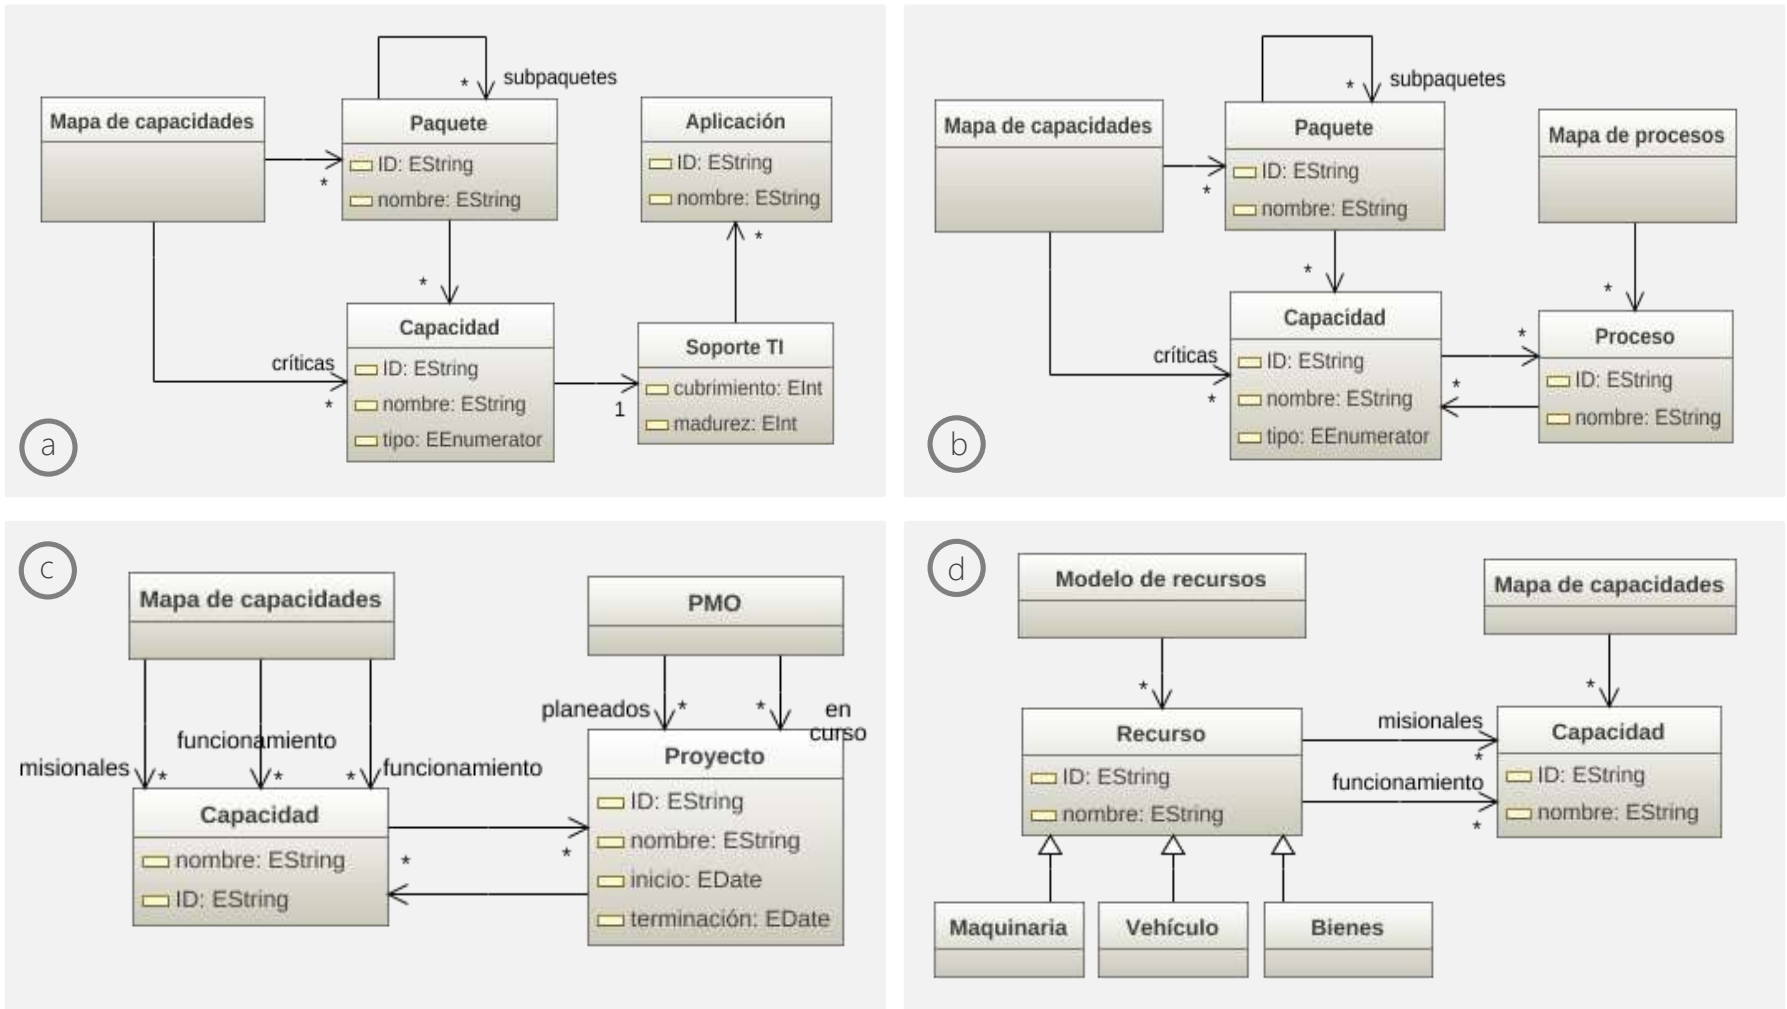 subpaquetes
*
Mapa de capacidades
Paquete
ID: EString
nombre: EString
*
Aplicación
ID: EString
nombre: EString
*
*
Capacidad
ID: EString
nombre: EString
tipo: EEnumerator
críticas
*
1
Soporte TI
cubrimiento: EInt
madurez: EInt
a
subpaquetes
*
Mapa de capacidades
Paquete
ID: EString
nombre: EString
*
Mapa de procesos
*
*
Capacidad
ID: EString
nombre: EString
tipo: EEnumerator
críticas
*
*
*
Proceso
ID: EString
nombre: EString
b
c
Mapa de capacidades
PMO
planeados
*
*
en
curso
funcionamiento
misionales
*
*
*
funcionamiento
Capacidad
nombre: EString
ID: EString
*
*
Proyecto
ID: EString
nombre: EString
inicio: EDate
terminación: EDate
d
Modelo de recursos
Mapa de capacidades
*
*
Recurso
ID: EString
nombre: EString
misionales
*
funcionamiento
*
Capacidad
ID: EString
nombre: EString
Maquinaria
Vehículo
Bienes